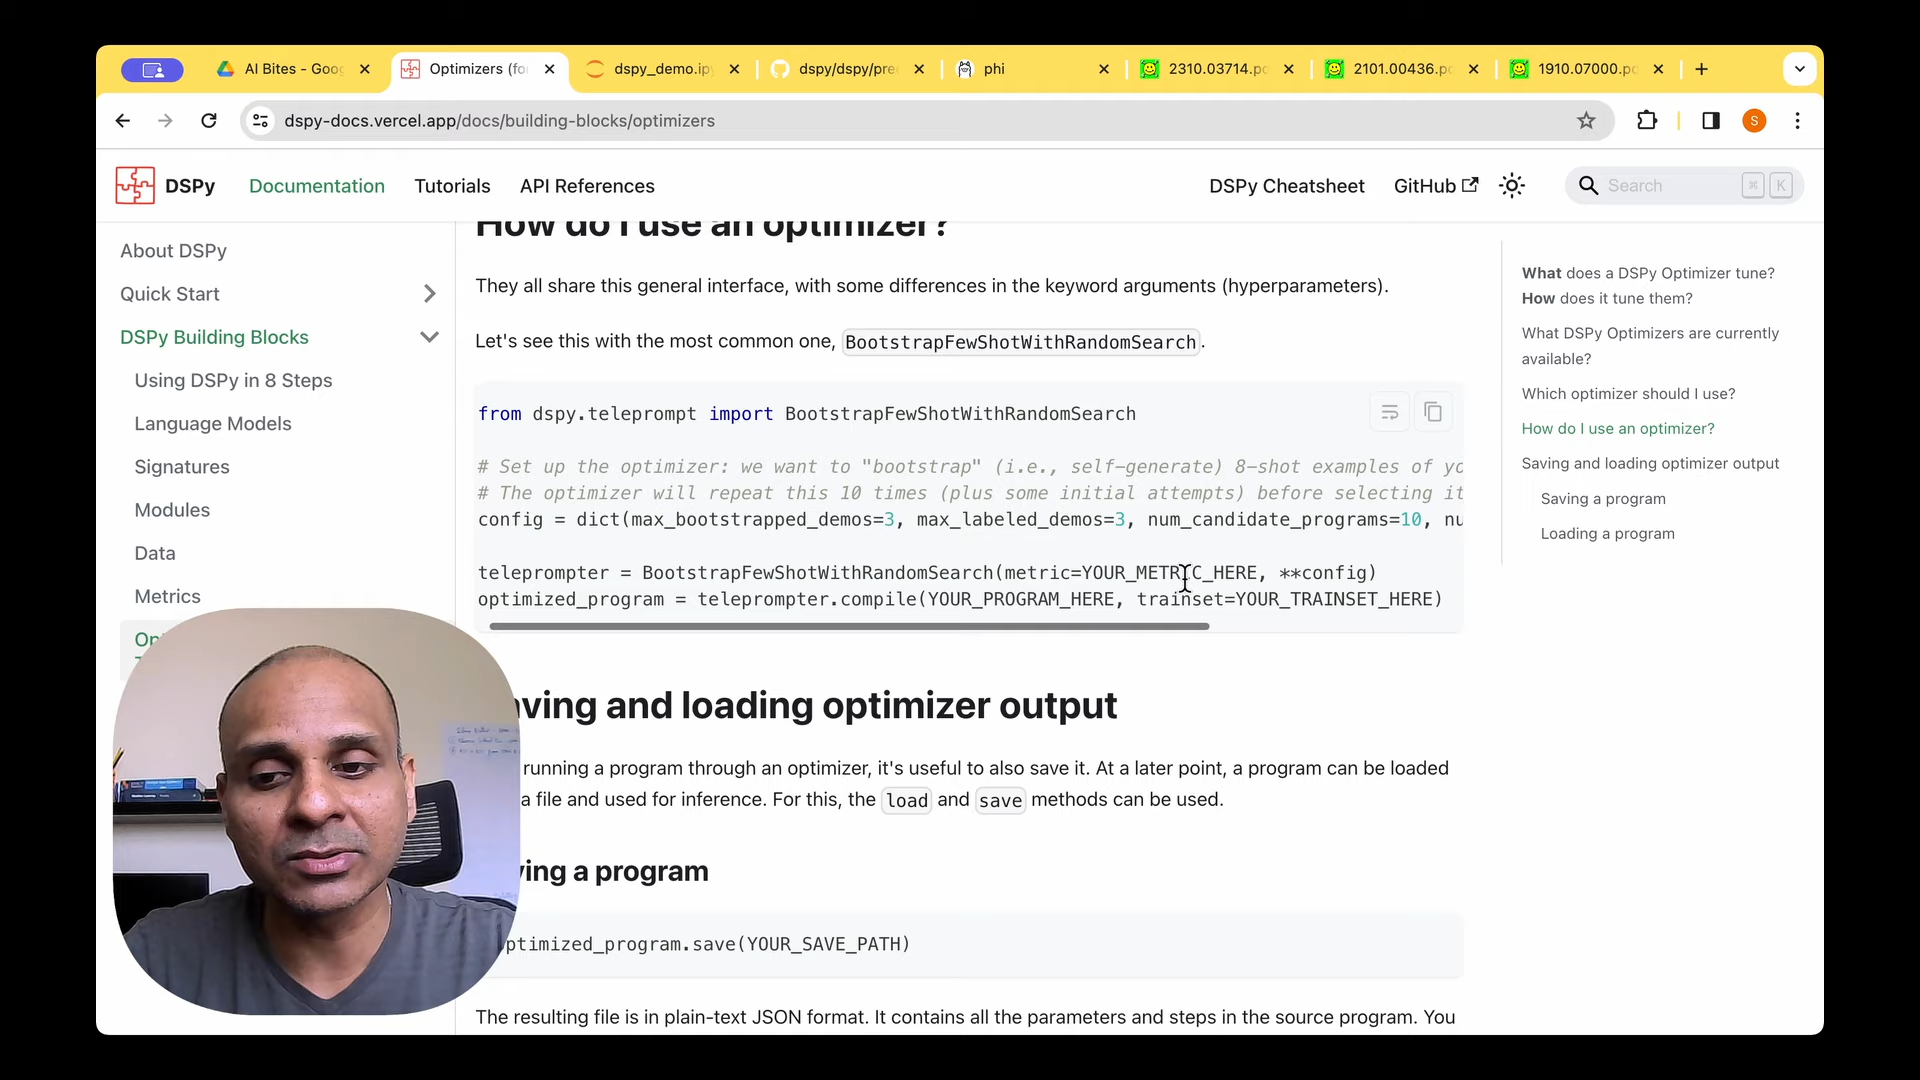 AI Bites - Goog
Optimizers (fo
dspy_demo.ip
dspy/dspy/pre
phi
2310.03714.p
2101.00436.p
1910.07000.p
dspy-docs.vercel.app/docs/building-blocks/optimizers
S
DSPy
Documentation
Tutorials
API References
DSPy Cheatsheet
GitHub
Search
K
About DSPy
Quick Start
DSPy Building Blocks
Using DSPy in 8 Steps
Language Models
Signatures
Modules
Data
Metrics
Op
How do I use an optimizer?
They all share this general interface, with some differences in the keyword arguments (hyperparameters).
Let's see this with the most common one, BootstrapFewShotWithRandomSearch.
from dspy.teleprompt import BootstrapFewShotWithRandomSearch
# Set up the optimizer: we want to "bootstrap" (i.e., self-generate) 8-shot examples of yo
# The optimizer will repeat this 10 times (plus some initial attempts) before selecting it
config = dict(max_bootstrapped_demos=3, max_labeled_demos=3, num_candidate_programs=10, nu
teleprompter = BootstrapFewShotWithRandomSearch(metric=YOUR_METRIC_HERE, **config)
optimized_program = teleprompter.compile(YOUR_PROGRAM_HERE, trainset=YOUR_TRAINSET_HERE)
ving and loading optimizer output
running a program through an optimizer, it's useful to also save it. At a later point, a program can be loaded
a file and used for inference. For this, the load and save methods can be used.
ving a program
ptimized_program.save(YOUR_SAVE_PATH)
The resulting file is in plain-text JSON format. It contains all the parameters and steps in the source program. You
What does a DSPy Optimizer tune?
How does it tune them?
What DSPy Optimizers are currently
available?
Which optimizer should I use?
How do I use an optimizer?
Saving and loading optimizer output
Saving a program
Loading a program